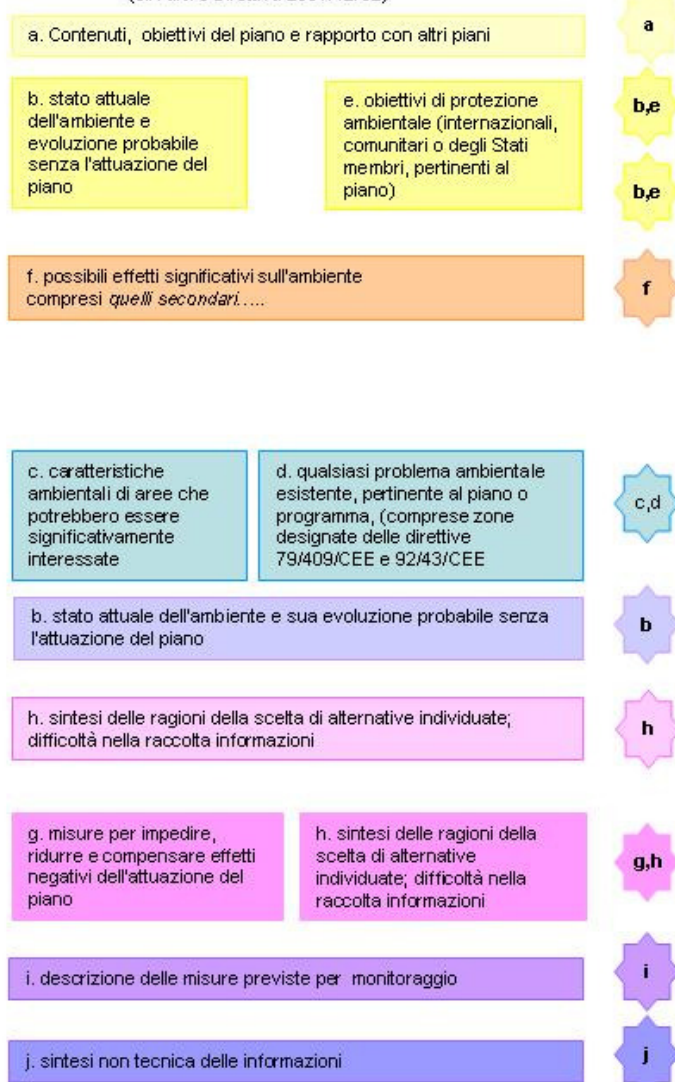 a. Contenuti, obiettivi del piano e rapporto con altri piani
a
b. stato attuale
dell'ambiente e
evoluzione probabile
senza l'attuazione del
piano
e. obiettivi di protezione
ambientale (internazionali,
comunitari o degli Stati
membri, pertinenti al
piano)
b,e
b,e
f. possibili effetti significativi sull'ambiente
compresi quelli secondari.....
f
c. caratteristiche
ambientali di aree che
potrebbero essere
significativamente
interessate
d. qualsiasi problema ambientale
esistente, pertinente al piano o
programma, (comprese zone
designate delle direttive
79/409/CEE e 92/43/CEE
c,d
b. stato attuale dell'ambiente e sua evoluzione probabile senza
l'attuazione del piano
b
h. sintesi delle ragioni della scelta di alternative individuate;
difficoltà nella raccolta informazioni
h
g. misure per impedire,
ridurre e compensare effetti
negativi dell'attuazione del
piano
h. sintesi delle ragioni della
scelta di alternative
individuate; difficoltà nella
raccolta informazioni
g,h
i. descrizione delle misure previste per monitoraggio
i
j. sintesi non tecnica delle informazioni
j